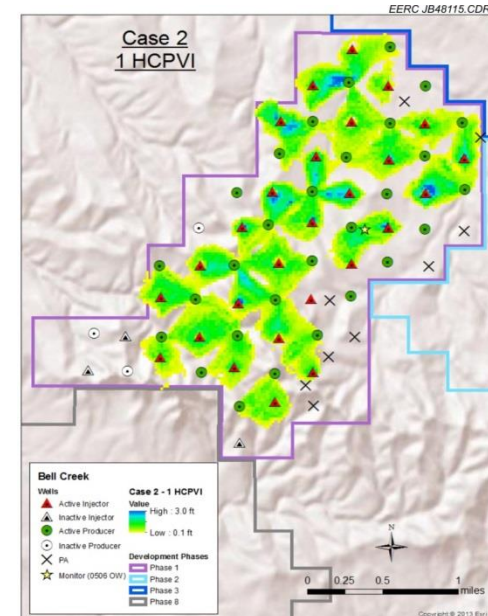 EERC JB48115.CDR
Case 2
1 HCPVI
Bell Creek
Wells
Active Injector
Inactive Injector
Active Producer
Inactive Producer
PA
Monitor (0506 OW)
Case 2 - 1 HCPVI
Value
High : 3.0 ft
Low : 0.1 ft
Development Phases
Phase 1
Phase 2
Phase 3
Phase 8
N
0 0.25 0.5 1
miles
Copyright © 2013